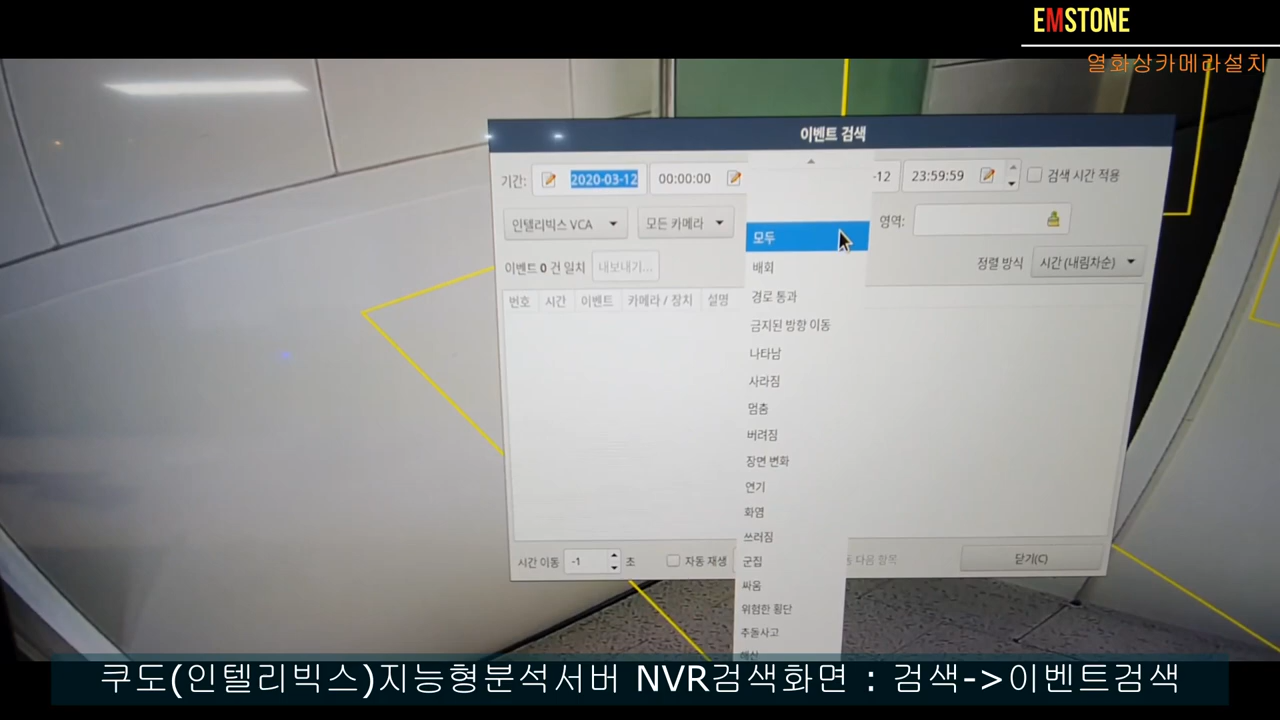 EMSTONE
열화상카메라설치
이벤트 검색
기간: 2020-03-12 00:00:00 -12 23:59:59 검색 시간 적용
인텔리빅스 VCA 모든 카메라 영역:
이벤트 0 건 일치 내보내기... 정렬 방식 시간 (내림차순)
번호 시간 이벤트 카메라 / 장치 설명
모두
배회
경로 통과
금지된 방향 이동
나타남
사라짐
멈춤
버려짐
장면 변화
연기
화염
쓰러짐
군집
싸움
위험한 횡단
추돌사고
시간 이동 -1 초 자동 재생 다음 항목 닫기(C)
쿠도(인텔리빅스)지능형분석서버 NVR검색화면 : 검색->이벤트검색